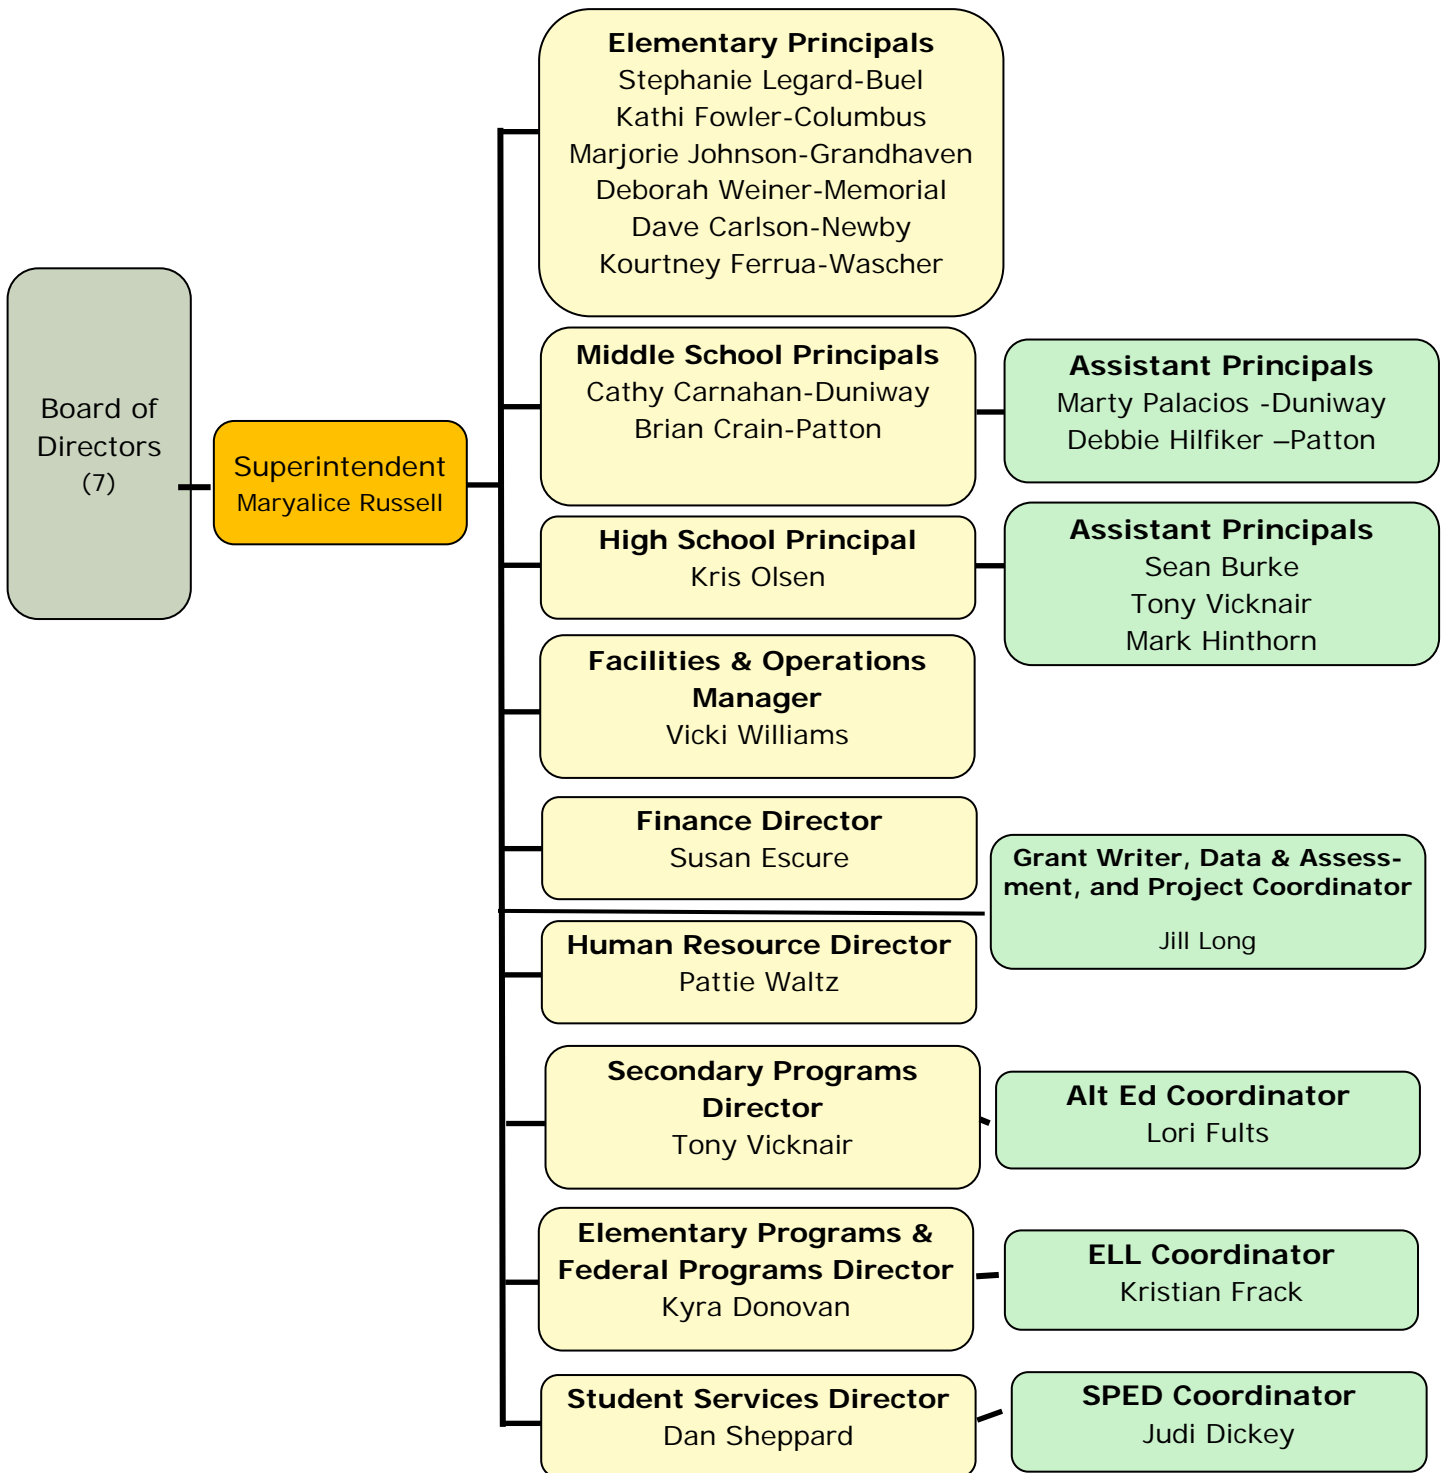 Board of
Directors
(7)
Superintendent
Maryalice Russell
Elementary Principals
Stephanie Legard-Buel
Kathi Fowler-Columbus
Marjorie Johnson-Grandhaven
Deborah Weiner-Memorial
Dave Carlson-Newby
Kourtney Ferrua-Wascher
Middle School Principals
Cathy Carnahan-Duniway
Brian Crain-Patton
Assistant Principals
Marty Palacios -Duniway
Debbie Hilfiker –Patton
High School Principal
Kris Olsen
Assistant Principals
Sean Burke
Tony Vicknair
Mark Hinthorn
Facilities & Operations
Manager
Vicki Williams
Finance Director
Susan Escure
Grant Writer, Data & Assess-
ment, and Project Coordinator
Jill Long
Human Resource Director
Pattie Waltz
Secondary Programs
Director
Tony Vicknair
Alt Ed Coordinator
Lori Fults
Elementary Programs &
Federal Programs Director
Kyra Donovan
ELL Coordinator
Kristian Frack
Student Services Director
Dan Sheppard
SPED Coordinator
Judi Dickey